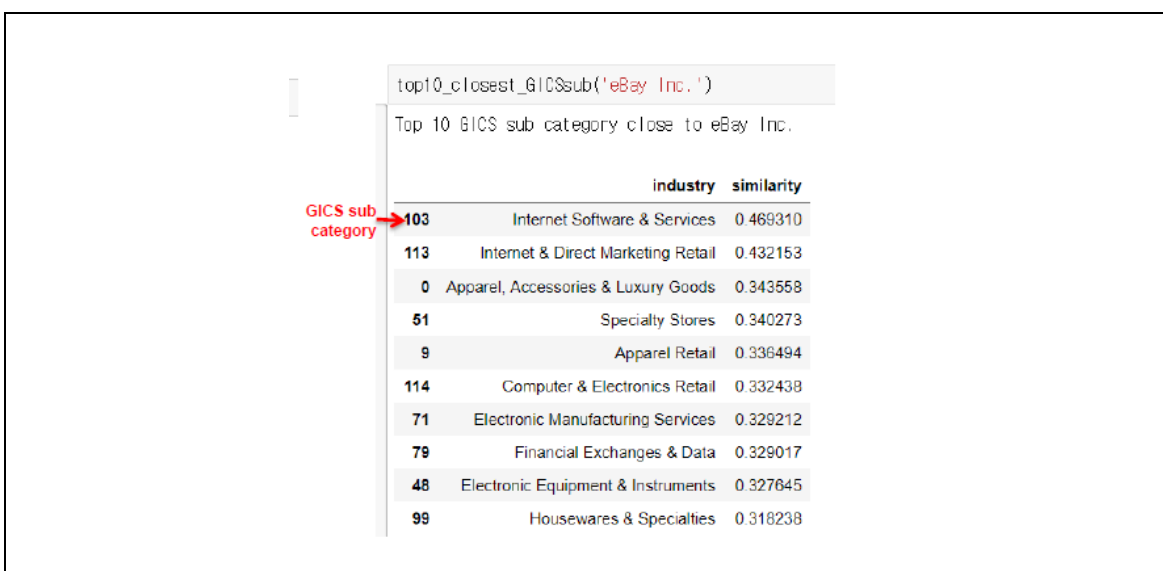 top10_closest_GICSsub('eBay Inc.')
Top 10 GICS sub category close to eBay Inc.
industry similarity
GICS sub category
103 Internet Software & Services 0.469310
113 Internet & Direct Marketing Retail 0.432153
0 Apparel, Accessories & Luxury Goods 0.343558
51 Specialty Stores 0.340273
9 Apparel Retail 0.336494
114 Computer & Electronics Retail 0.332438
71 Electronic Manufacturing Services 0.329212
79 Financial Exchanges & Data 0.329017
48 Electronic Equipment & Instruments 0.327645
99 Housewares & Specialties 0.318238